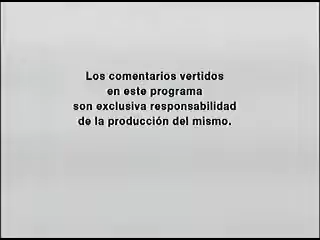 Los comentarios vertidos
en este programa
son exclusiva responsabilidad
de la producción del mismo.